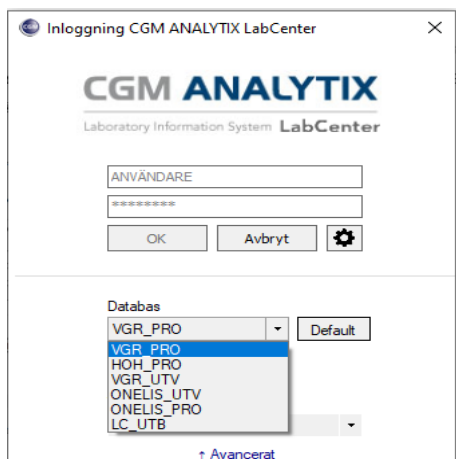 Inloggning CGM ANALYTIX LabCenter
CGM ANALYTIX
Laboratory Information System LabCenter
ANVÄNDARE
********
OK Avbryt
Databas
VGR_PRO Default
VGR_PRO
HOH_PRO
VGR_UTV
ONELIS_UTV
ONELIS_PRO
LC_UTB
↑ Avancerat